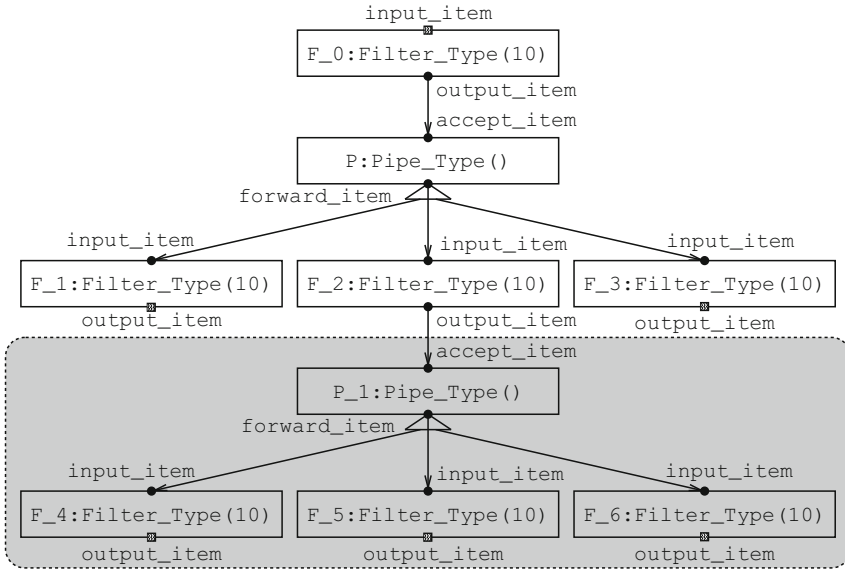 input_item
F_0:Filter_Type(10)
output_item
accept_item
P:Pipe_Type()
forward_item
input_item input_item input_item
F_1:Filter_Type(10) F_2:Filter_Type(10) F_3:Filter_Type(10)
output_item output_item output_item
accept_item
P_1:Pipe_Type()
forward_item
input_item input_item input_item
F_4:Filter_Type(10) F_5:Filter_Type(10) F_6:Filter_Type(10)
output_item output_item output_item